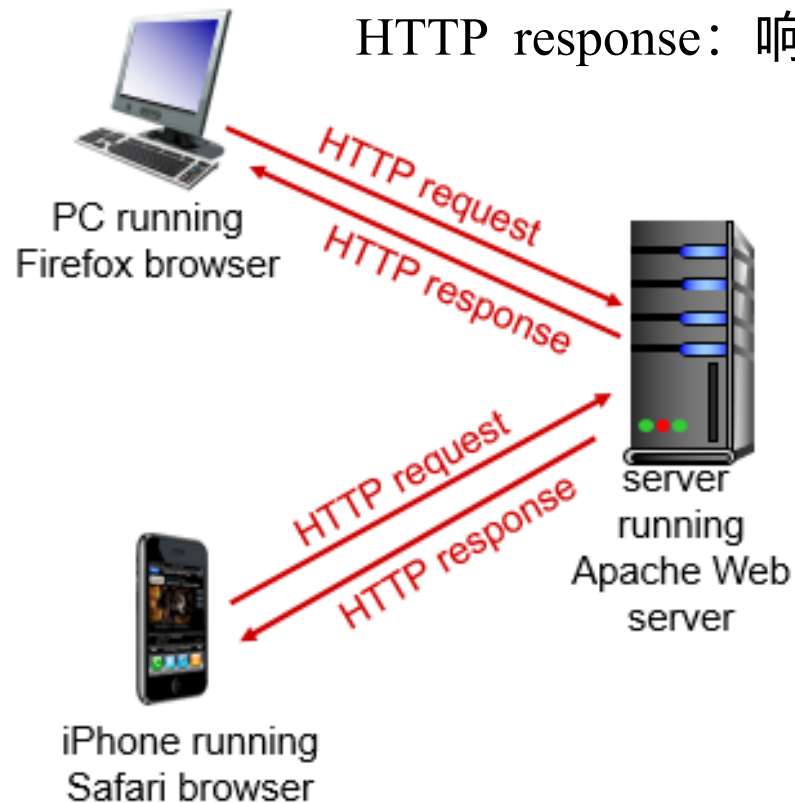 HTTP response：响
HTTP request
HTTP response
PC running
Firefox browser
HTTP request
HTTP response
server
running
Apache Web
server
iPhone running
Safari browser